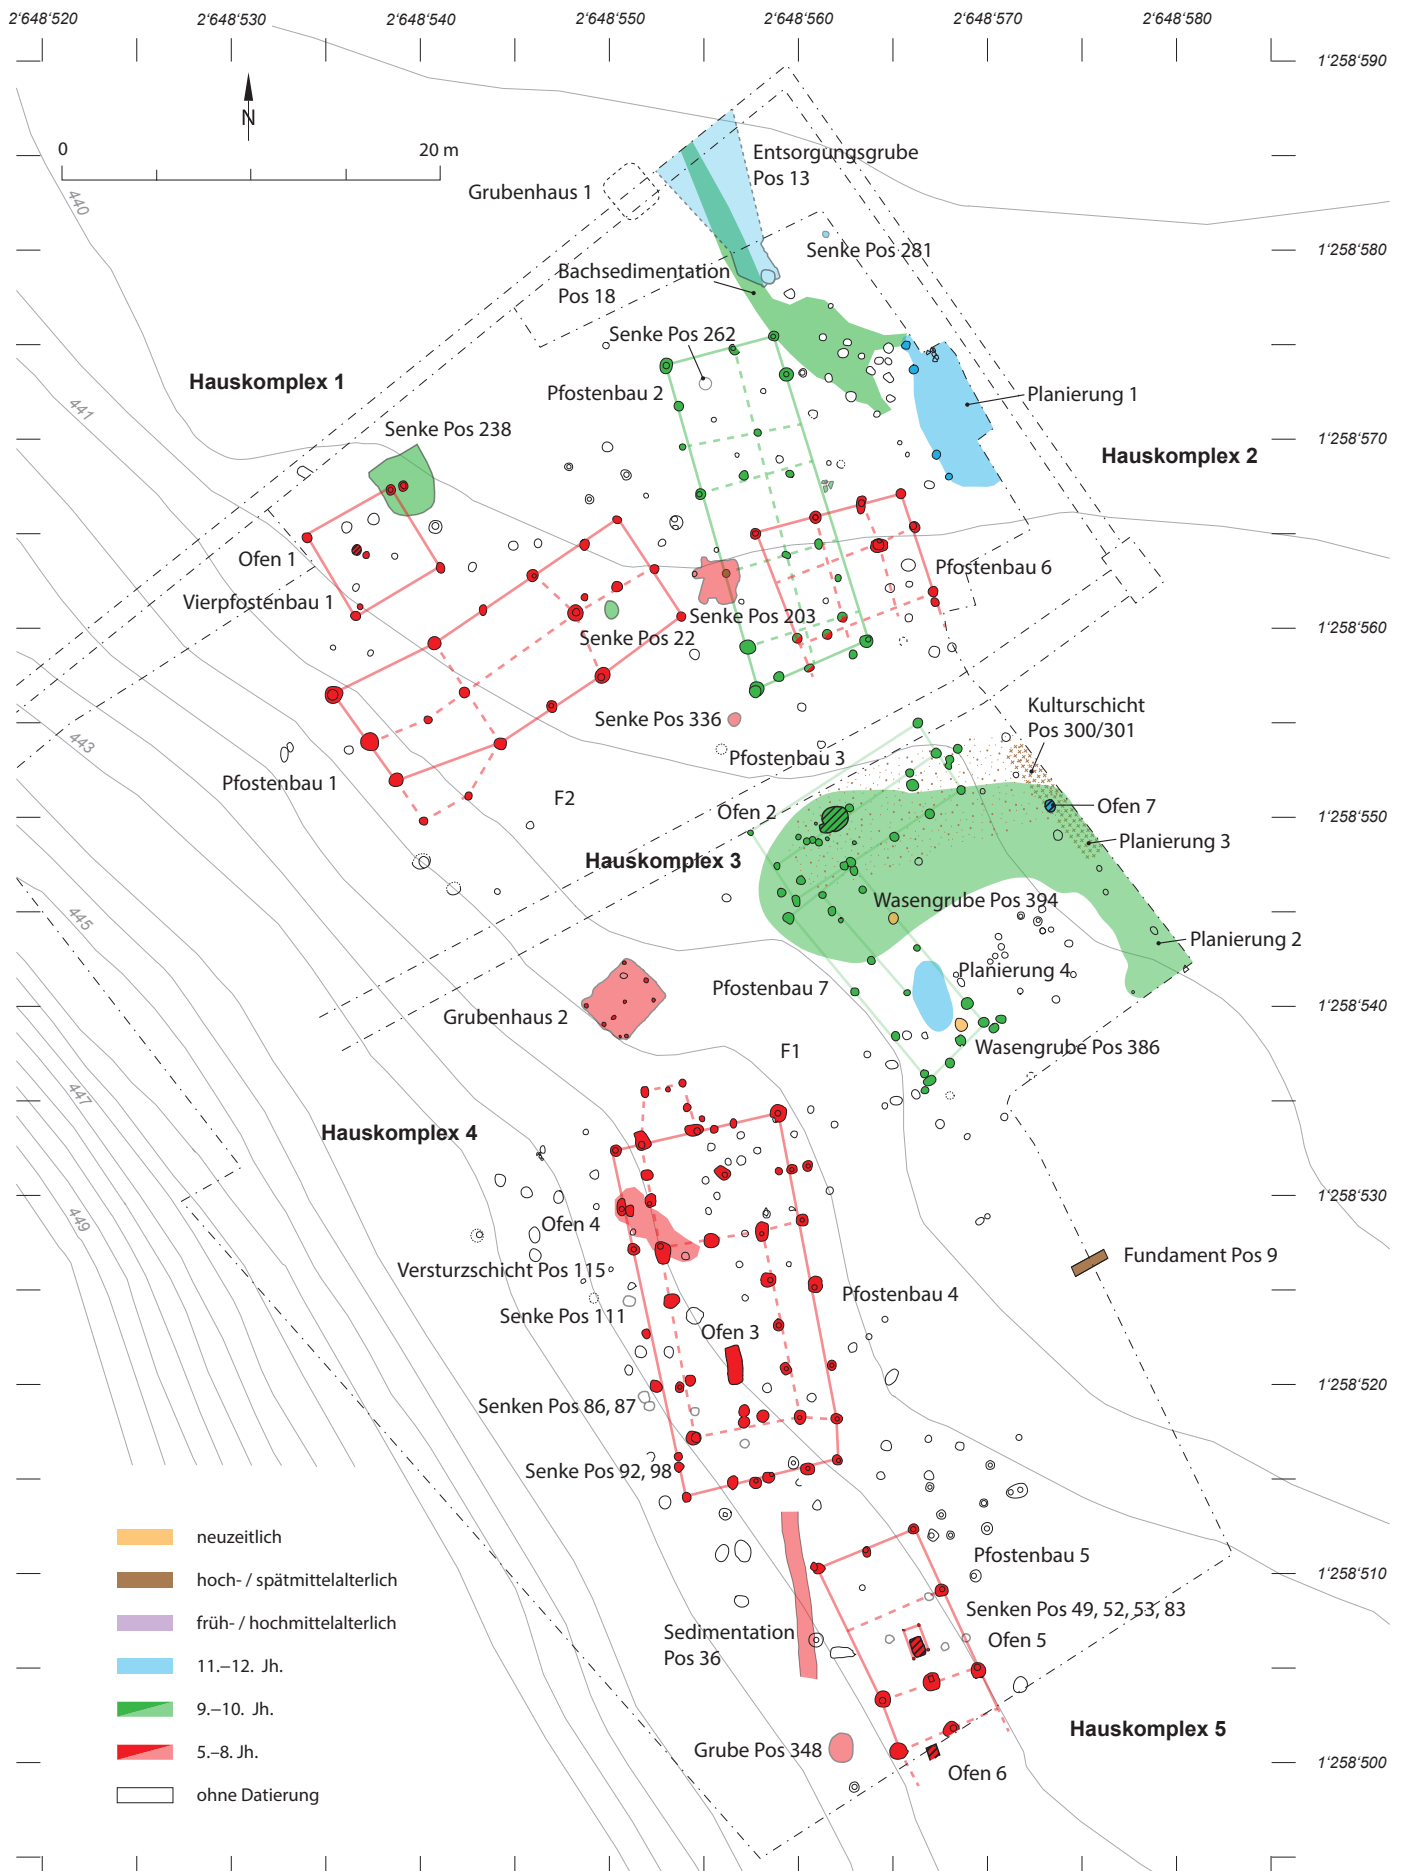 2'648'520
2'648'530
2'648'540
2'648'550
2'648'560
2'648'570
2'648'580
1'258'590
N
0
20 m
Entsorgungsgrube
Pos 13
Grubenhaus 1
440
Senke Pos 281
1'258'580
Bachsedimentation
Pos 18
Senke Pos 262
Hauskomplex 1
Pfostenbau 2
Planierung 1
441
Senke Pos 238
1'258'570
Hauskomplex 2
Ofen 1
Pfostenbau 6
Vierpfostenbau 1
Senke Pos 203
Senke Pos 22
1'258'560
Kulturschicht
Pos 300/301
Senke Pos 336
443
Pfostenbau 3
Pfostenbau 1
F2
Ofen 2
Ofen 7
1'258'550
Planierung 3
Hauskomplex 3
Wasengrube Pos 394
445
Planierung 2
Planierung 4
Pfostenbau 7
Grubenhaus 2
1'258'540
F1
Wasengrube Pos 386
447
Hauskomplex 4
1'258'530
449
Ofen 4
Fundament Pos 9
Versturzschicht Pos 115
Pfostenbau 4
Senke Pos 111
Ofen 3
1'258'520
Senken Pos 86, 87
Senke Pos 92, 98
neuzeitlich
Pfostenbau 5
1'258'510
hoch- / spätmittelalterlich
Senken Pos 49, 52, 53, 83
früh- / hochmittelalterlich
Sedimentation
Pos 36
Ofen 5
11.–12. Jh.
9.–10. Jh.
Hauskomplex 5
5.–8. Jh.
Grube Pos 348
1'258'500
Ofen 6
ohne Datierung